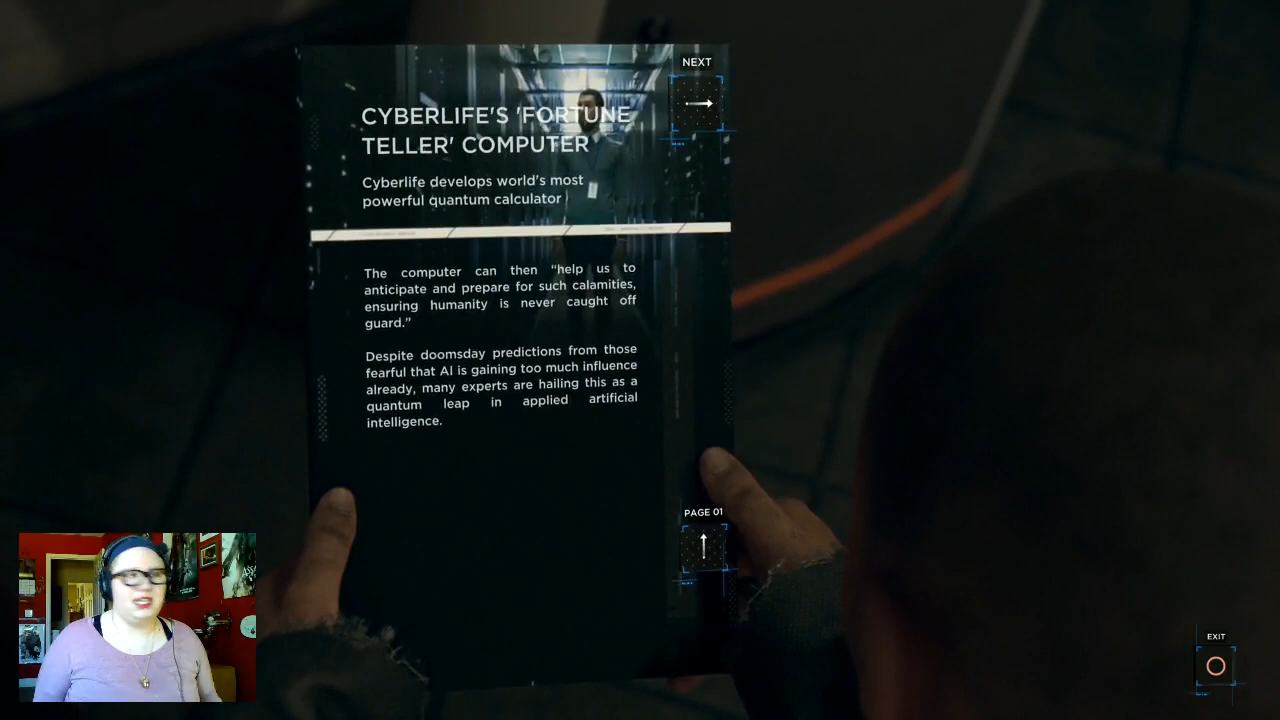 NEXT
CYBERLIFE'S 'FORTUNE
TELLER' COMPUTER
Cyberlife develops world's most
powerful quantum calculator
The computer can then “help us to
anticipate and prepare for such calamities,
ensuring humanity is never caught off
guard.”
Despite doomsday predictions from those
fearful that AI is gaining too much influence
already, many experts are hailing this as a
quantum leap in applied artificial
intelligence.
PAGE 01
EXIT